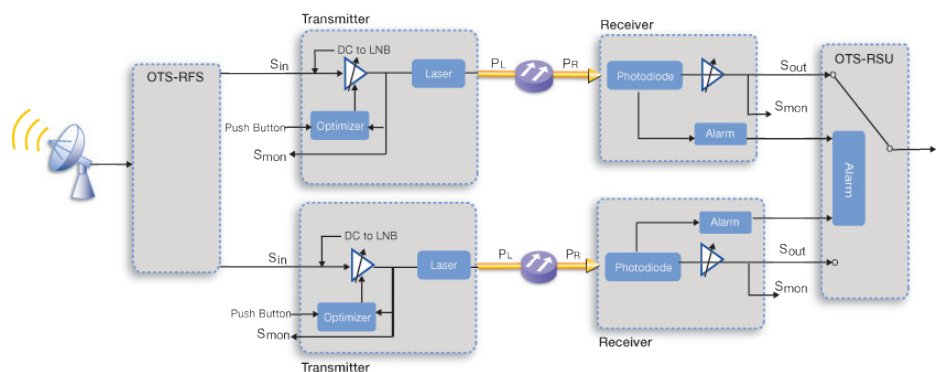 Transmitter
Receiver
OTS-RFS
Sin
DC to LNB
Laser
PL
PR
Photodiode
Sout
OTS-RSU
Push Button
Optimizer
Smon
Smon
Alarm
Alarm
Sin
DC to LNB
Laser
PL
PR
Photodiode
Alarm
Sout
Push Button
Optimizer
Smon
Smon
Transmitter
Receiver